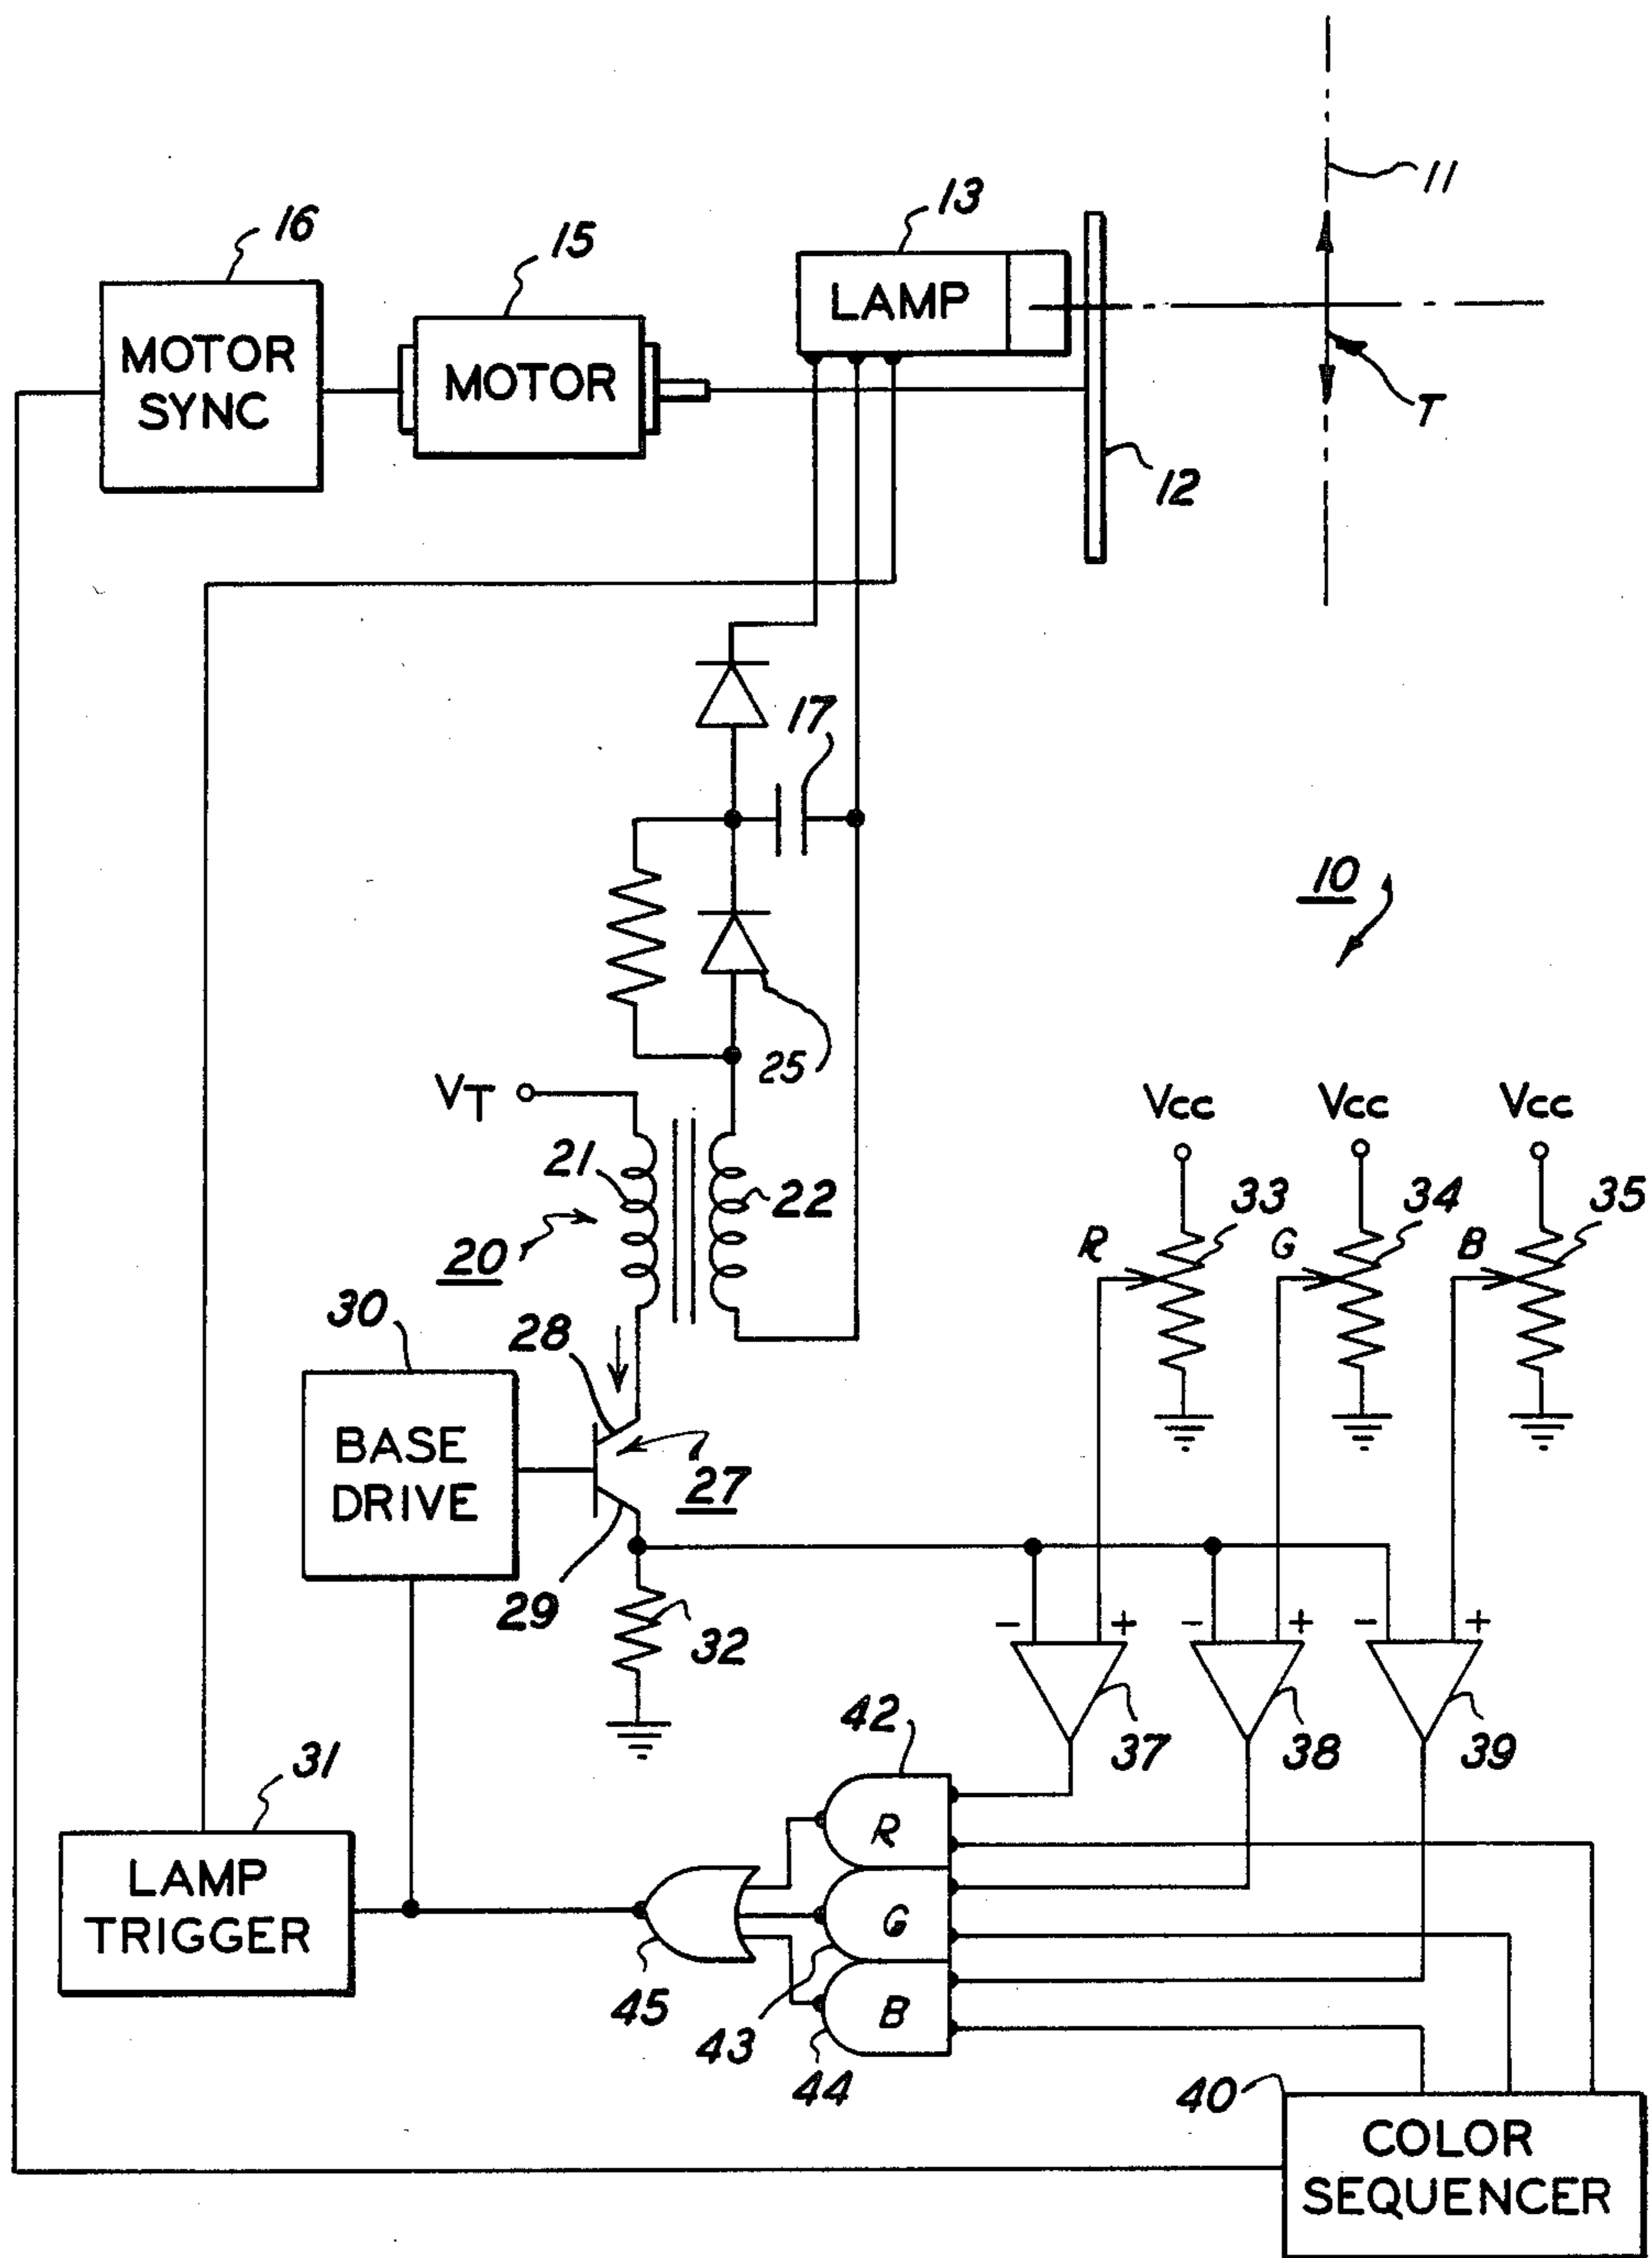 11
13
16
15
LAMP
MOTOR
SYNC
MOTOR
T
12
17
10
25
VT
Vcc
Vcc
Vcc
21
22
33
34
35
R
G
B
20
30
28
BASE
DRIVE
27
29
32
- +
- +
- +
37
38
39
42
31
R
LAMP
TRIGGER
G
45
B
43
44
40
COLOR
SEQUENCER